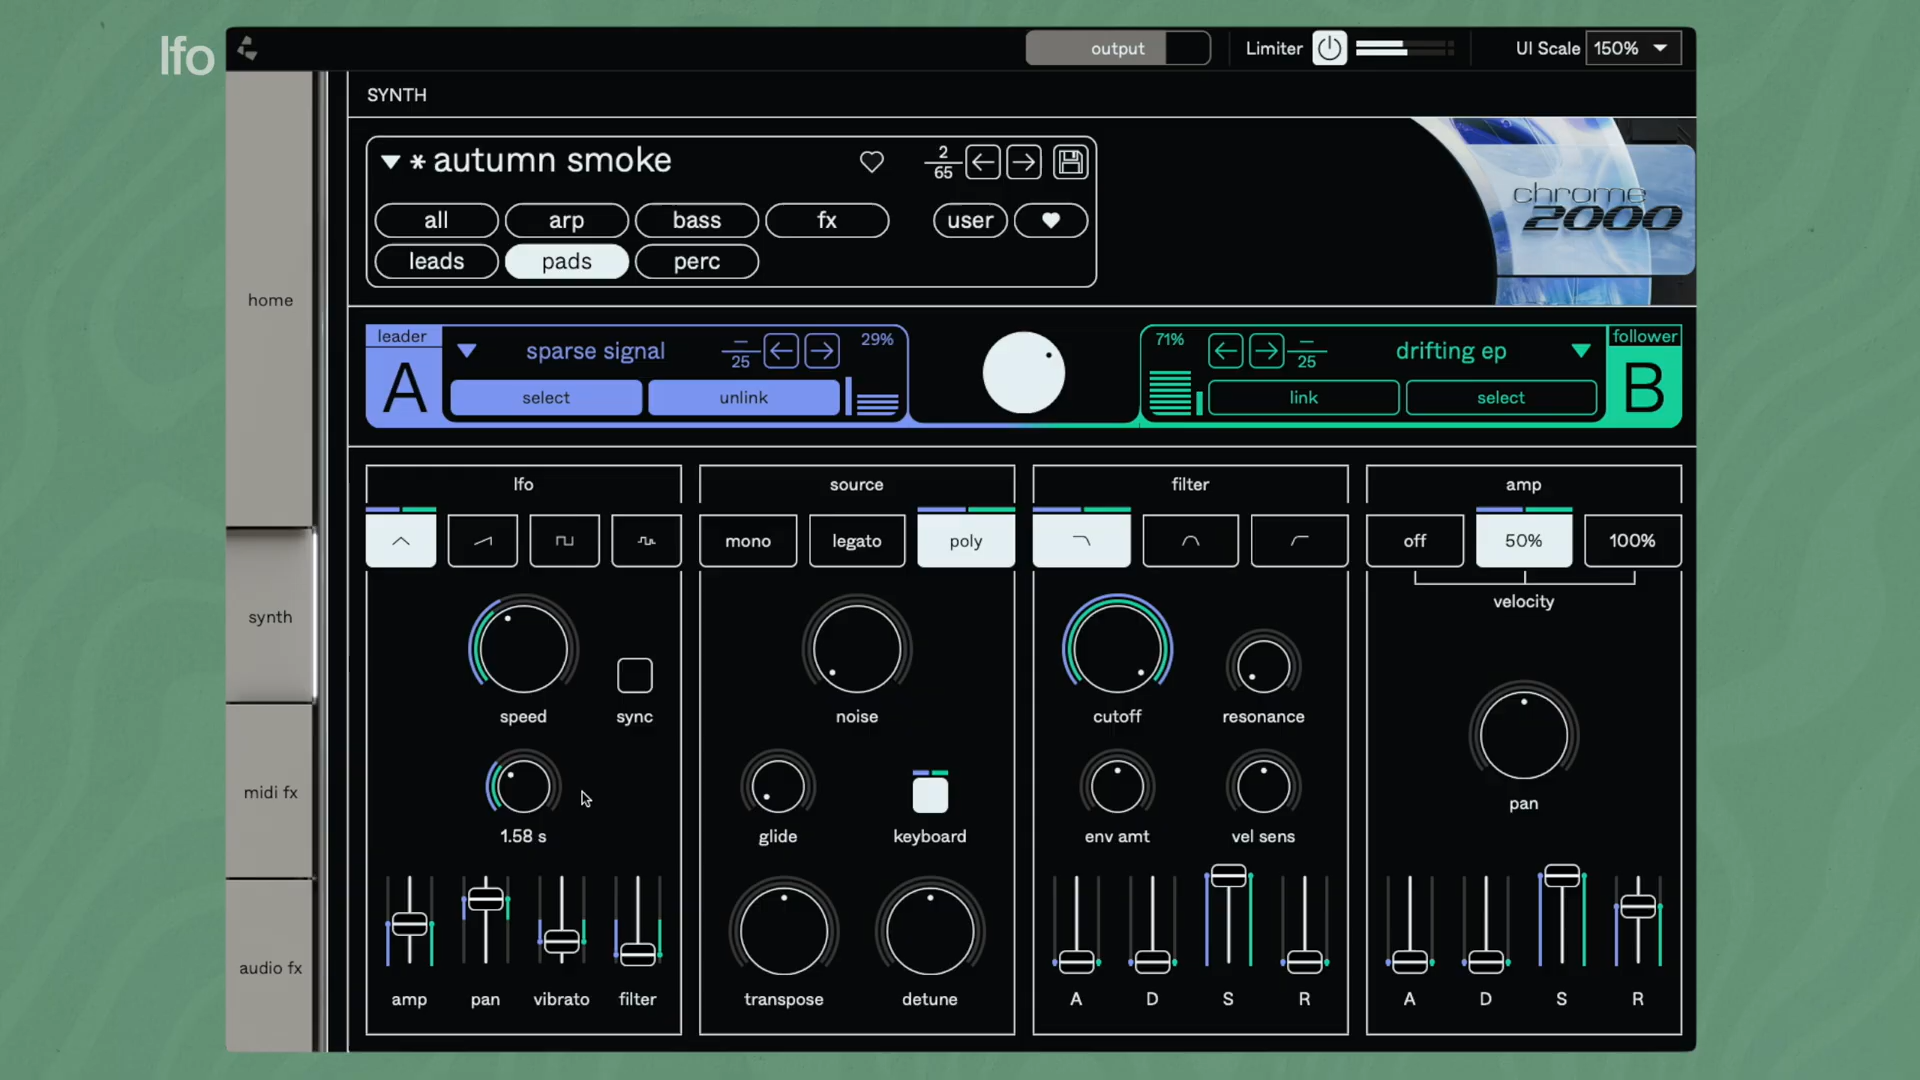 lfo
output
Limiter
UI Scale 150%
SYNTH
* autumn smoke
2
65
all arp bass fx user
leads pads perc
chrome
2000
leader
A
sparse signal
25
29%
select unlink
71%
25
drifting ep
follower
B
link select
home
synth
midi fx
audio fx
lfo
speed
sync
1.58 s
amp pan vibrato filter
source
mono legato poly
noise
glide keyboard
transpose detune
filter
cutoff resonance
env amt vel sens
A D S R
amp
off 50% 100%
velocity
pan
A D S R